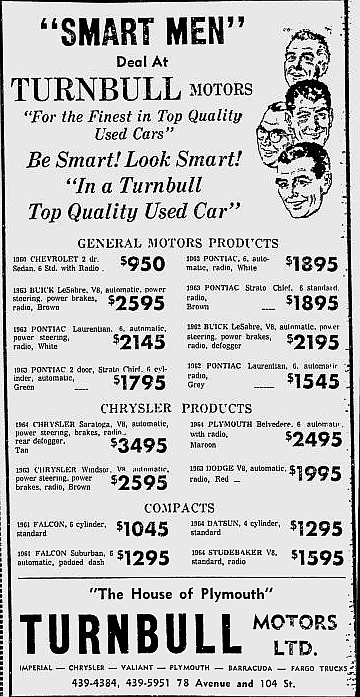 "SMART MEN"
Deal At
TURNBULL MOTORS
"For the Finest in Top Quality
Used Cars"
Be Smart! Look Smart!
"In a Turnbull
Top Quality Used Car"
GENERAL MOTORS PRODUCTS
1960 CHEVROLET 2 dr.
Sedan. 6 Std. with Radio . $950
1963 PONTIAC, 6, auto-
matic, radio, White $1895
1963 BUICK LeSabre, V8, automatic, power
steering, power brakes,
radio, Brown $2595
1963 PONTIAC Strato Chief, 6 standard,
radio,
Brown $1895
1963 PONTIAC Laurentian, 6, automatic,
power steering,
radio, White $2145
1962 BUICK LeSabre, V8, automatic, power
steering, power brakes,
radio, defogger $2195
1963 PONTIAC 2 door, Strato Chief, 6 cyl-
inder, automatic,
Green $1795
1962 PONTIAC Laurentian, 6, automatic
radio,
Grey $1545
CHRYSLER PRODUCTS
1964 CHRYSLER Saratoga, V8, automatic,
power steering, brakes, radio,
rear defogger,
Tan $3495
1964 PLYMOUTH Belvedere, 6 automatic,
with radio,
Maroon $2495
1963 CHRYSLER Windsor, V8 automatic,
power steering, power
brakes, radio, Brown $2595
1963 DODGE V8, automatic,
radio, Red $1995
COMPACTS
1961 FALCON, 6 cylinder,
standard $1045
1964 DATSUN, 4 cylinder,
standard $1295
1961 FALCON Suburban, 6
automatic, padded dash $1295
1964 STUDEBAKER V8,
standard, radio $1595
"The House of Plymouth"
TURNBULL MOTORS
LTD.
IMPERIAL — CHRYSLER — VALIANT — PLYMOUTH — BARRACUDA — FARGO TRUCKS
439-4384, 439-5951 78 Avenue and 104 St.